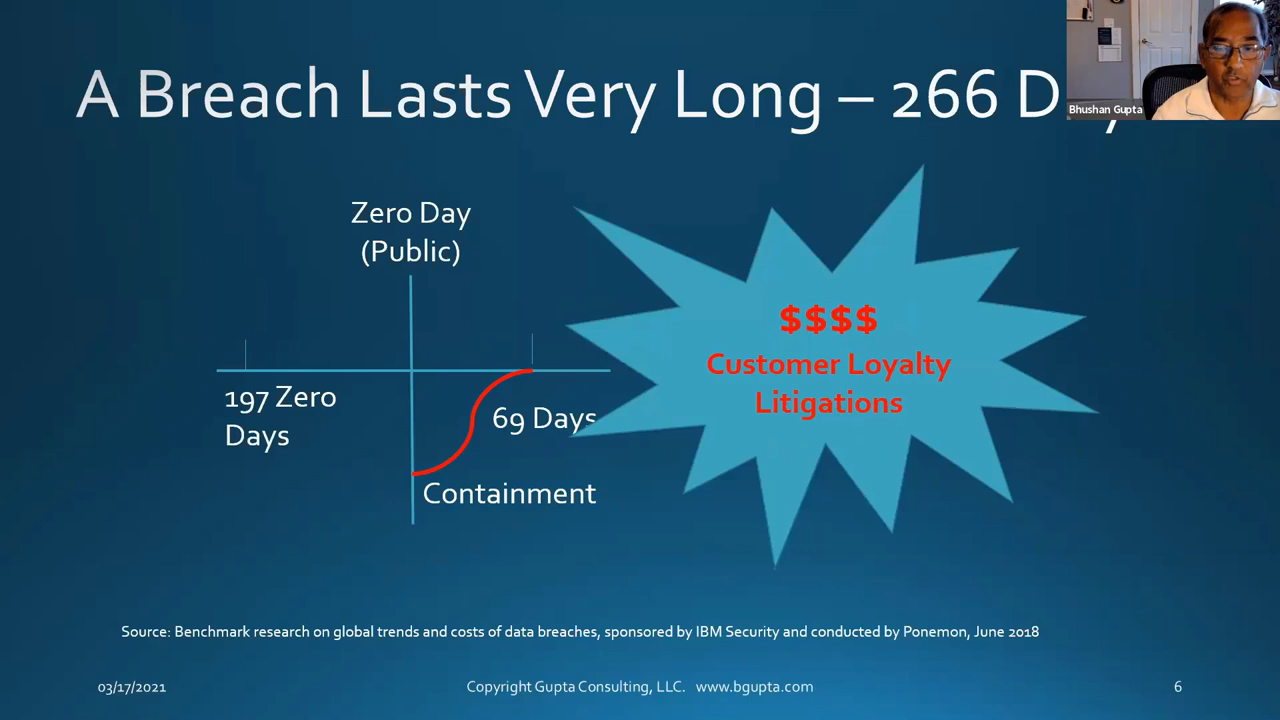 A Breach Lasts Very Long – 266 D
Bhushan Gupta
Zero Day
(Public)
$$$$
Customer Loyalty
Litigations
197 Zero
Days
69 Days
Containment
Source: Benchmark research on global trends and costs of data breaches, sponsored by IBM Security and conducted by Ponemon, June 2018
03/17/2021
Copyright Gupta Consulting, LLC. www.bgupta.com
6